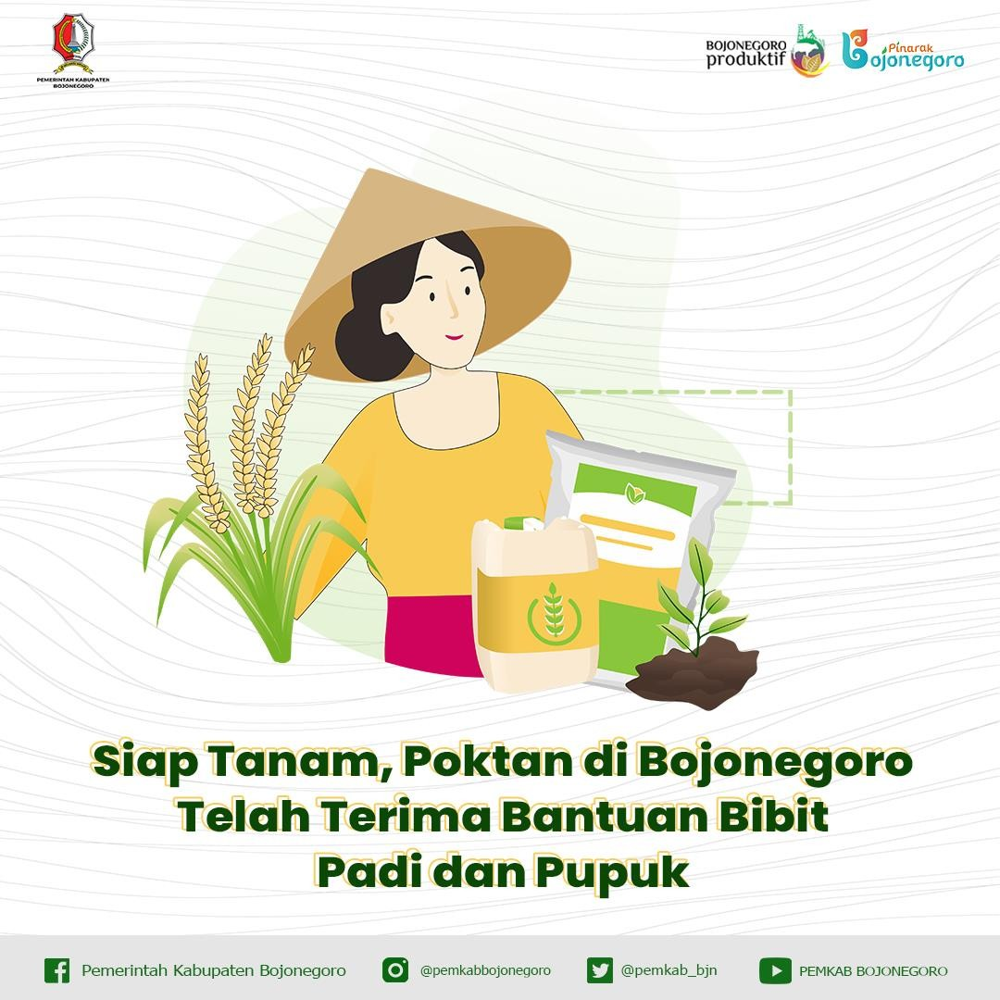 PEMERINTAH KABUPATEN
BOJONEGORO
BOJONEGORO
produktif
Pinarak
Bojonegoro
Siap Tanam, Poktan di Bojonegoro
Telah Terima Bantuan Bibit
Padi dan Pupuk
Pemerintah Kabupaten Bojonegoro
@pemkabbojonegoro
@pemkab_bjn
PEMKAB BOJONEGORO